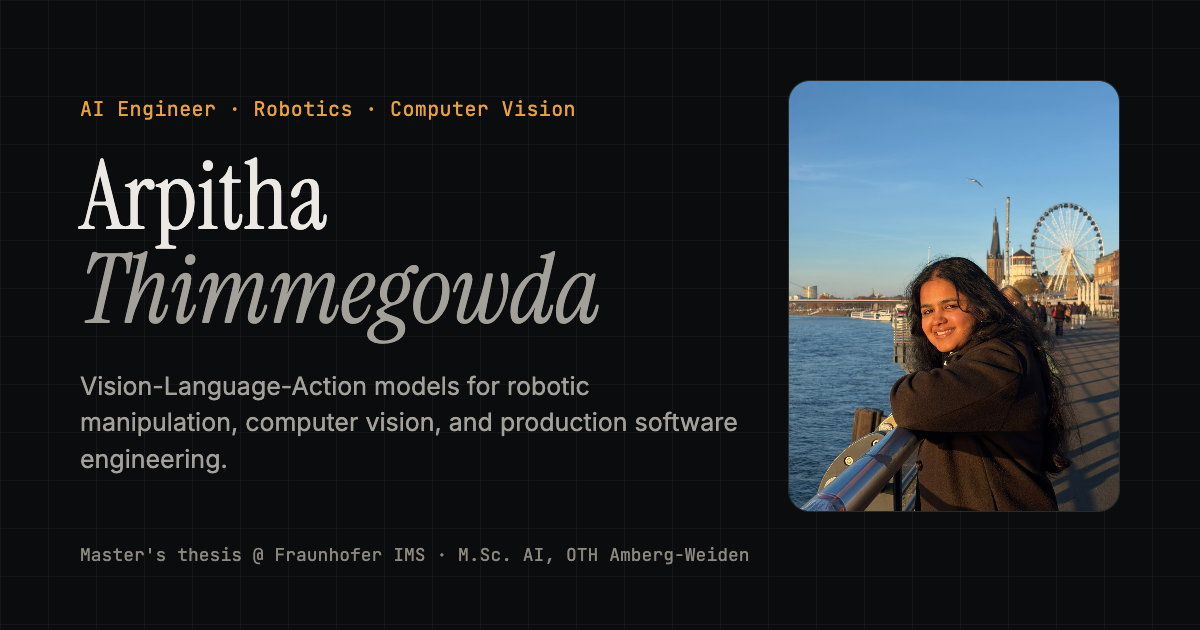 AI Engineer · Robotics · Computer Vision
Arpitha
Thimmegowda
Vision-Language-Action models for robotic
manipulation, computer vision, and production software
engineering.
Master's thesis @ Fraunhofer IMS · M.Sc. AI, OTH Amberg-Weiden